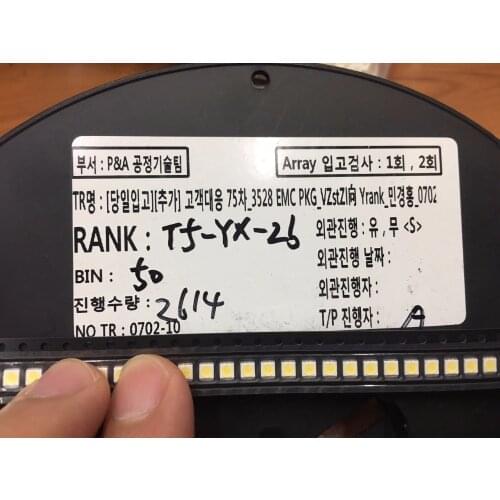 부서 : P&A 공정기술팀
Array 입고검사 : 1회 , 2회
TR명 : [당일입고][추가] 고객대응 75차_3528 EMC PKG_VZstZI向 Yrank_민경홍_0702
RANK : T5-YX-26
외관진행 : 유 , 무 <S>
BIN : 50
외관진행 날짜 :
진행수량 : 2614
외관진행자 :
NO TR : 0702-10
T/P 진행자 :